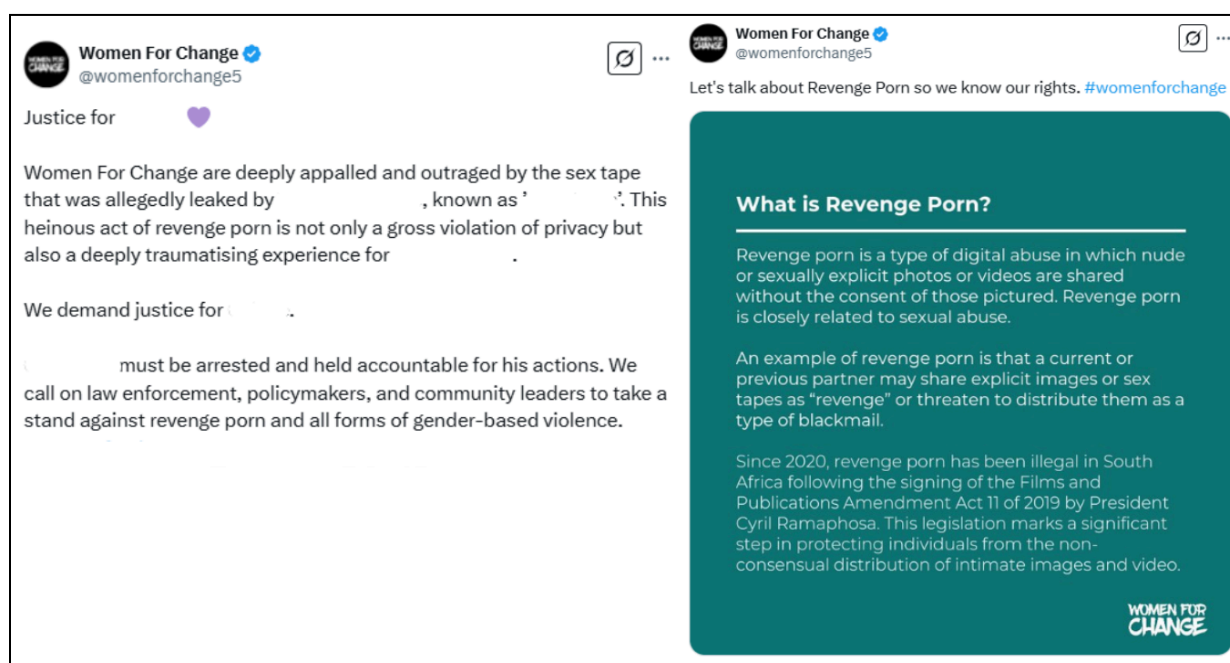 Women For Change
@womenforchange5
Justice for 💜
Women For Change are deeply appalled and outraged by the sex tape
that was allegedly leaked by , known as ' '. This
heinous act of revenge porn is not only a gross violation of privacy but
also a deeply traumatising experience for .
We demand justice for .
must be arrested and held accountable for his actions. We
call on law enforcement, policymakers, and community leaders to take a
stand against revenge porn and all forms of gender-based violence.
Women For Change
@womenforchange5
Let's talk about Revenge Porn so we know our rights. #womenforchange
What is Revenge Porn?
Revenge porn is a type of digital abuse in which nude
or sexually explicit photos or videos are shared
without the consent of those pictured. Revenge porn
is closely related to sexual abuse.
An example of revenge porn is that a current or
previous partner may share explicit images or sex
tapes as “revenge” or threaten to distribute them as a
type of blackmail.
Since 2020, revenge porn has been illegal in South
Africa following the signing of the Films and
Publications Amendment Act 11 of 2019 by President
Cyril Ramaphosa. This legislation marks a significant
step in protecting individuals from the non-
consensual distribution of intimate images and video.
WOMEN FOR
CHANGE